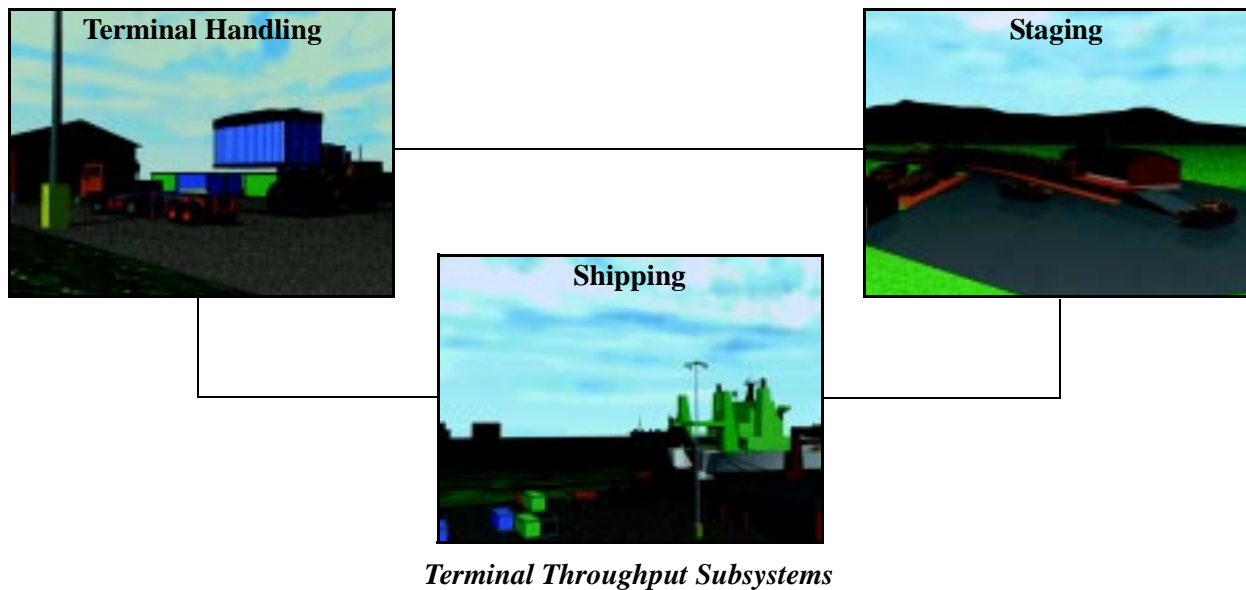 Terminal Handling
Staging
Shipping
Terminal Throughput Subsystems